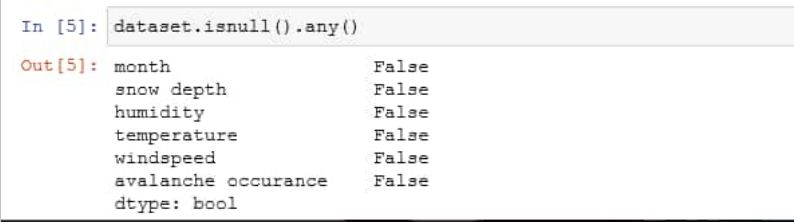 In [5]: dataset.isnull().any()
Out[5]: month False
snow depth False
humidity False
temperature False
windspeed False
avalanche occurance False
dtype: bool